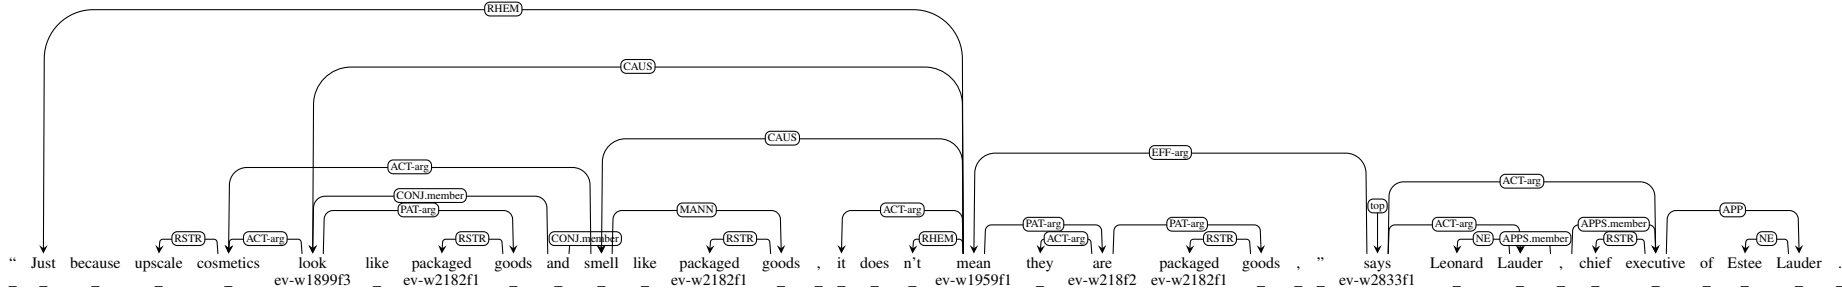 RHEM
CAUS
CAUS
EFF-arg
ACT-arg
ACT-arg
CONJ.member
top
PAT-arg MANN ACT-arg APP
PAT-arg PAT-arg ACT-arg APPS.member
RSTR ACT-arg RSTR CONJ.member RSTR RHEM ACT-arg RSTR NE APPS.member RSTR NE
“ Just because upscale cosmetics look like packaged goods and smell like packaged goods , it does n't mean they are packaged goods , ” says Leonard Lauder , chief executive of Estee Lauder .
_ _ _ _ _ ev-w1899f3 _ ev-w2182f1 _ _ _ _ ev-w2182f1 _ _ _ _ _ ev-w1959f1 _ ev-w218f2 ev-w2182f1 _ _ _ ev-w2833f1 _ _ _ _ _ _ _ _ _